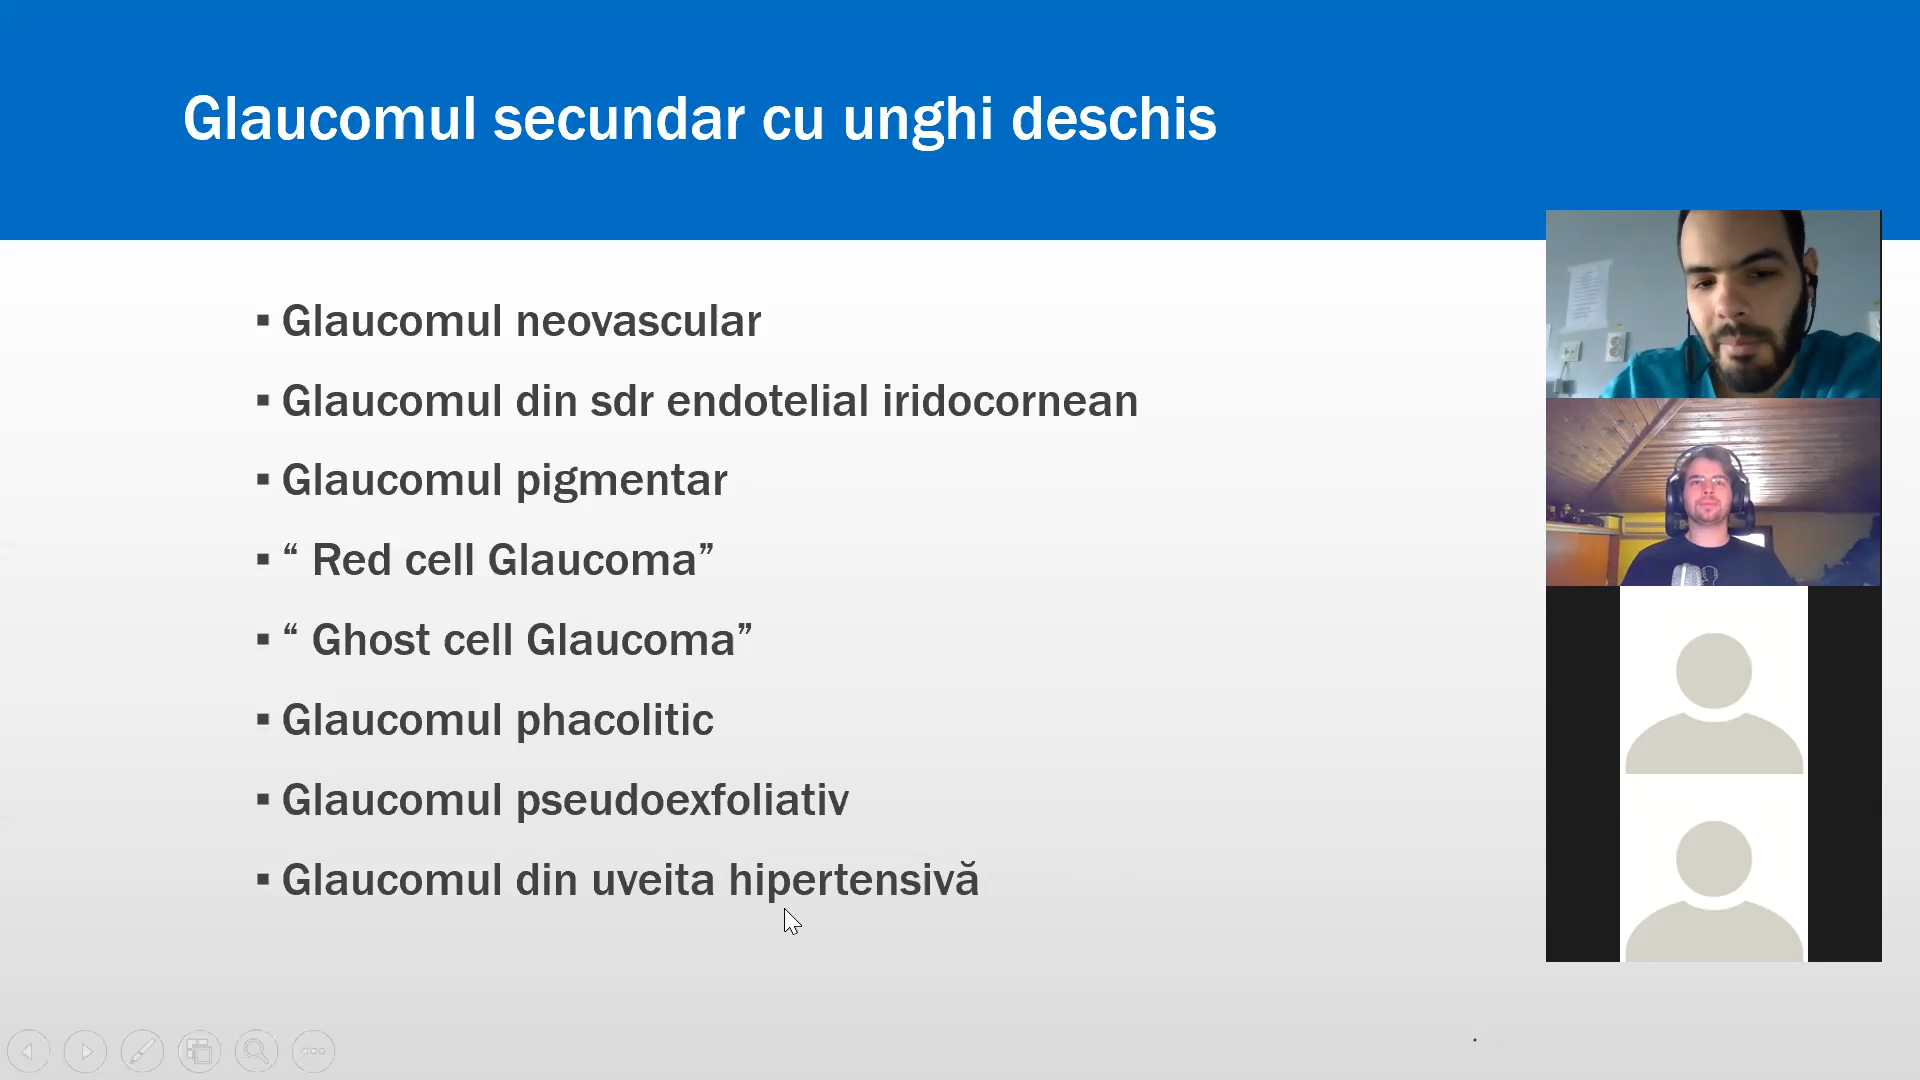 Glaucomul secundar cu unghi deschis
▪ Glaucomul neovascular
▪ Glaucomul din sdr endotelial iridocornean
▪ Glaucomul pigmentar
▪ “ Red cell Glaucoma”
▪ “ Ghost cell Glaucoma”
▪ Glaucomul phacolitic
▪ Glaucomul pseudoexfoliativ
▪ Glaucomul din uveita hipertensivă